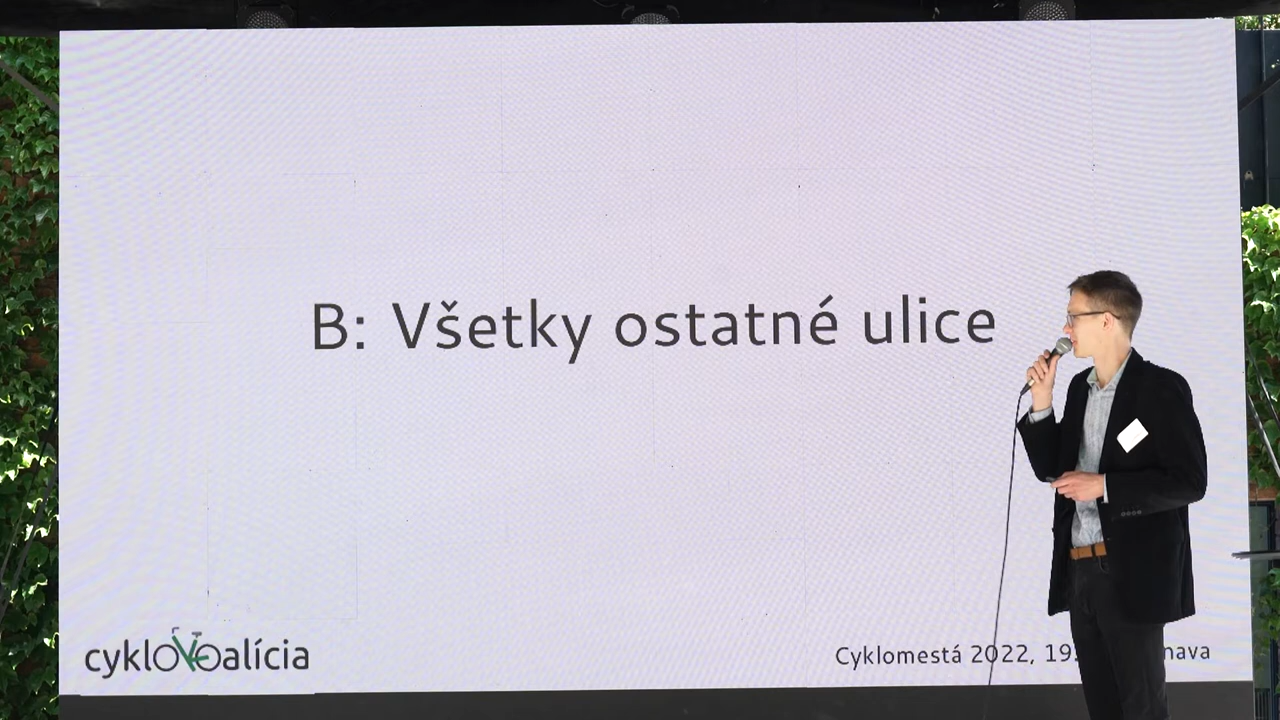 B: Všetky ostatné ulice
cykloKoalícia
Cyklomestá 2022, 19.